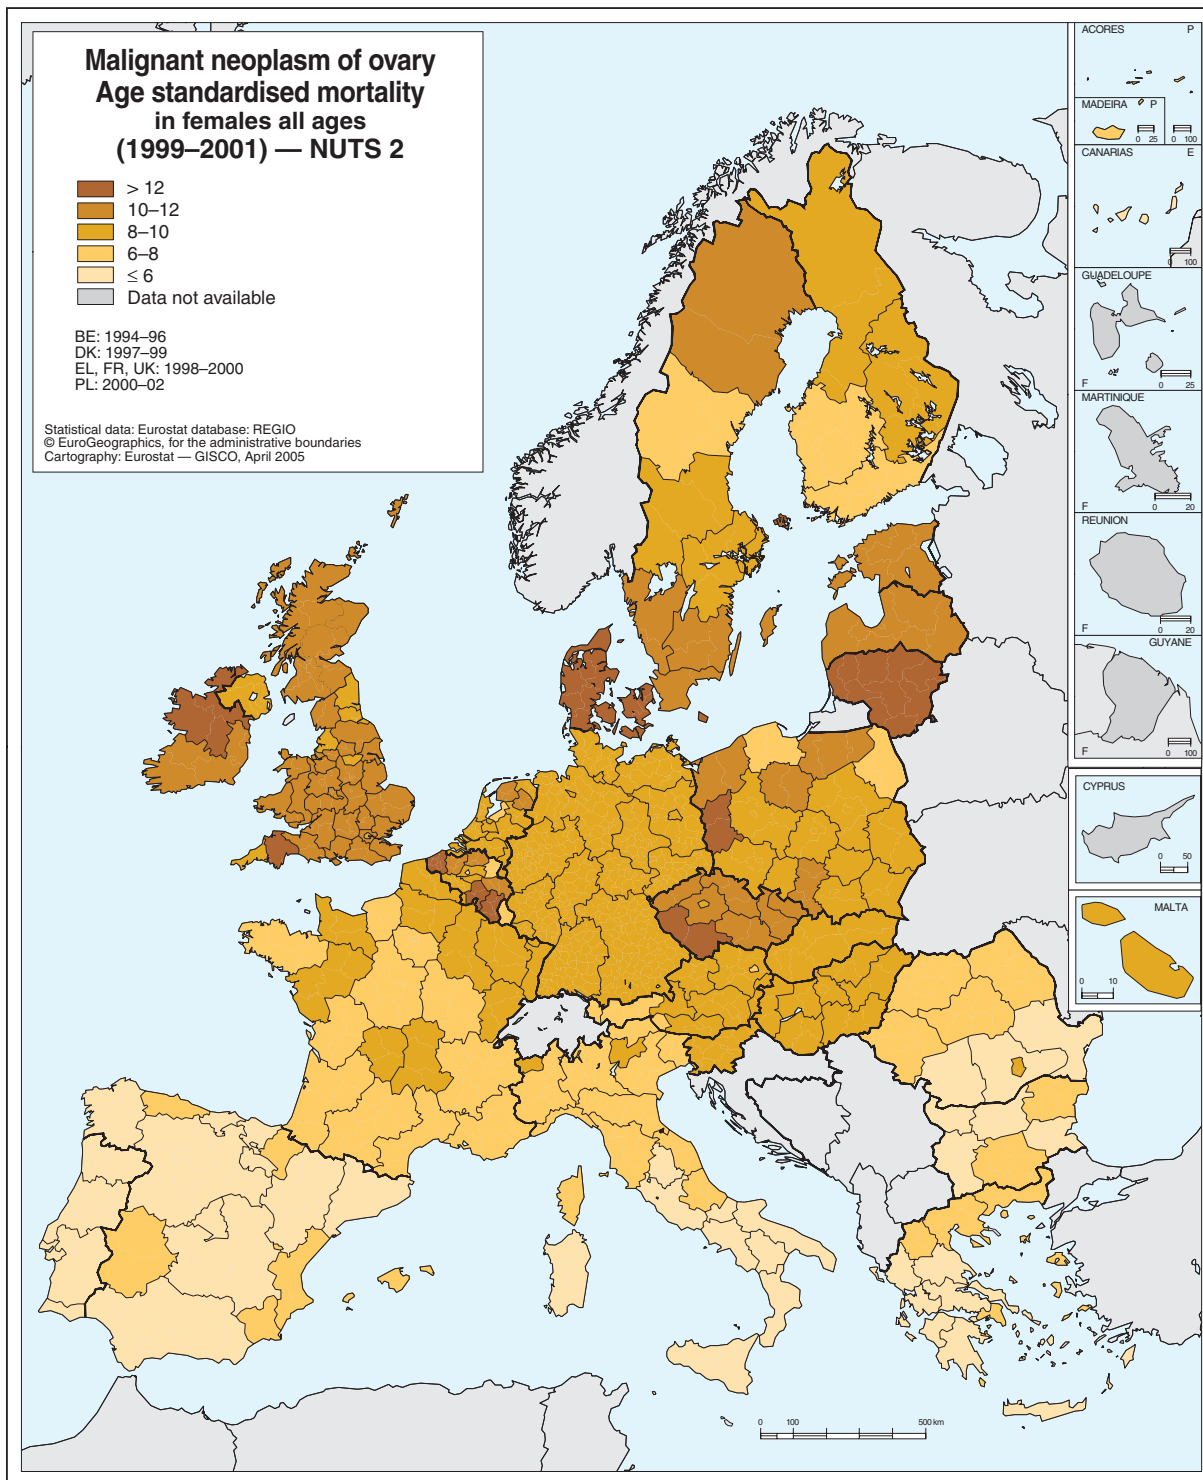 Malignant neoplasm of ovary
Age standardised mortality
in females all ages
(1999–2001) — NUTS 2
> 12
10–12
8–10
6–8
≤ 6
Data not available
BE: 1994–96
DK: 1997–99
EL, FR, UK: 1998–2000
PL: 2000–02
Statistical data: Eurostat database: REGIO
© EuroGeographics, for the administrative boundaries
Cartography: Eurostat — GISCO, April 2005
ACORES P
MADEIRA P
0 25
0 100
CANARIAS E
0 100
GUADELOUPE
F
0 25
MARTINIQUE
F
0 20
REUNION
F
0 20
GUYANE
F
0 100
CYPRUS
0 50
MALTA
0 10
0 100 500 km